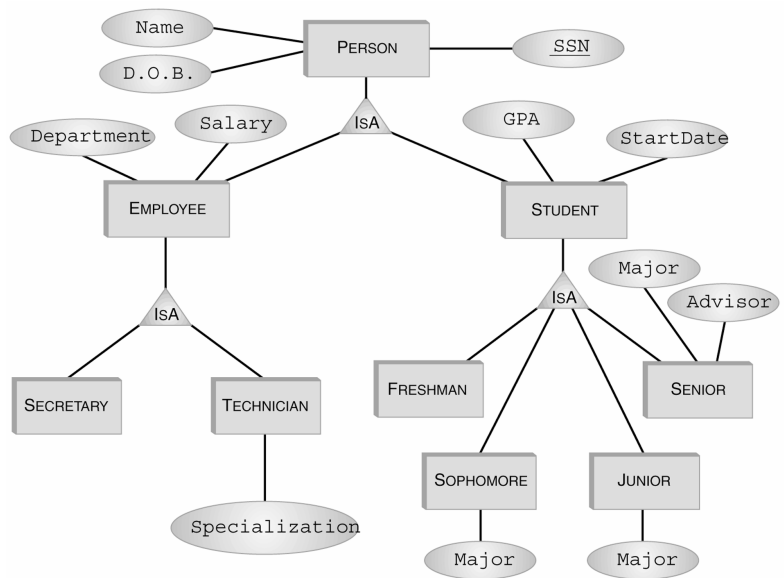 Name
PERSON
SSN
D.O.B.
IsA
Department
Salary
GPA
StartDate
EMPLOYEE
STUDENT
Major
Advisor
IsA
IsA
SECRETARY
TECHNICIAN
FRESHMAN
SENIOR
SOPHOMORE
JUNIOR
Specialization
Major
Major